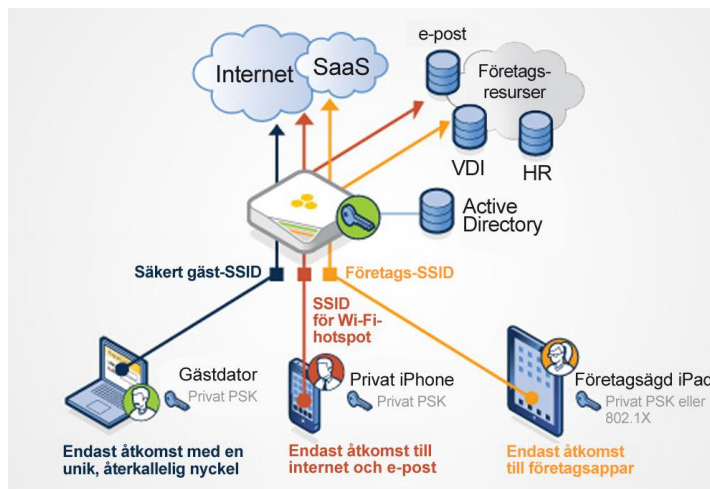 e-post
Internet
SaaS
Företags-
resurser
VDI
HR
Active
Directory
Säkert gäst-SSID
Företags-SSID
SSID
för Wi-Fi-
hotspot
Gästdator
Privat PSK
Privat iPhone
Privat PSK
Företagsägd iPad
Privat PSK eller
802.1X
Endast åtkomst med en
unik, återkallelig nyckel
Endast åtkomst till
internet och e-post
Endast åtkomst
till företagsappar